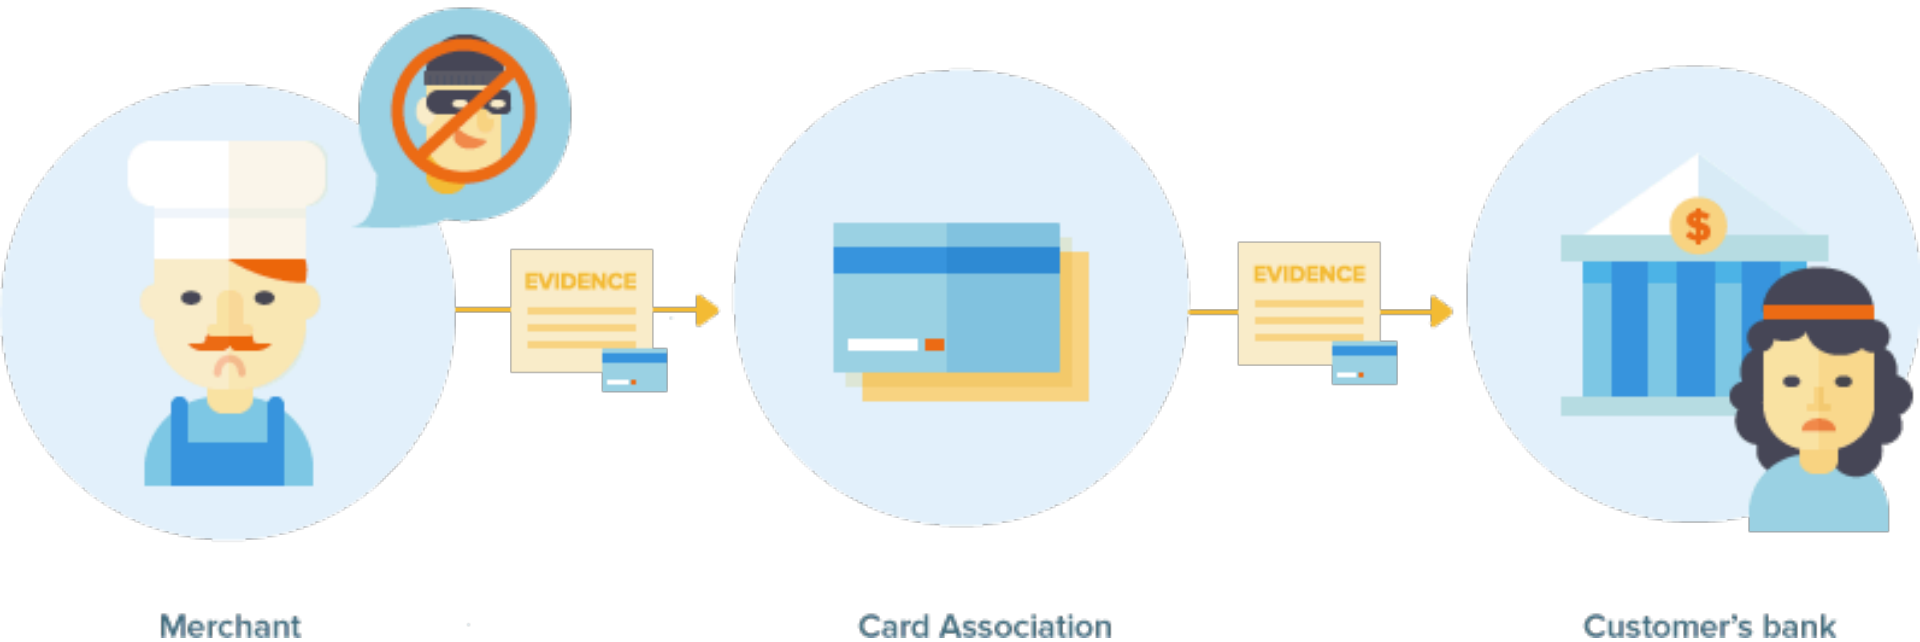 EVIDENCE
EVIDENCE
$
Merchant
Card Association
Customer's bank